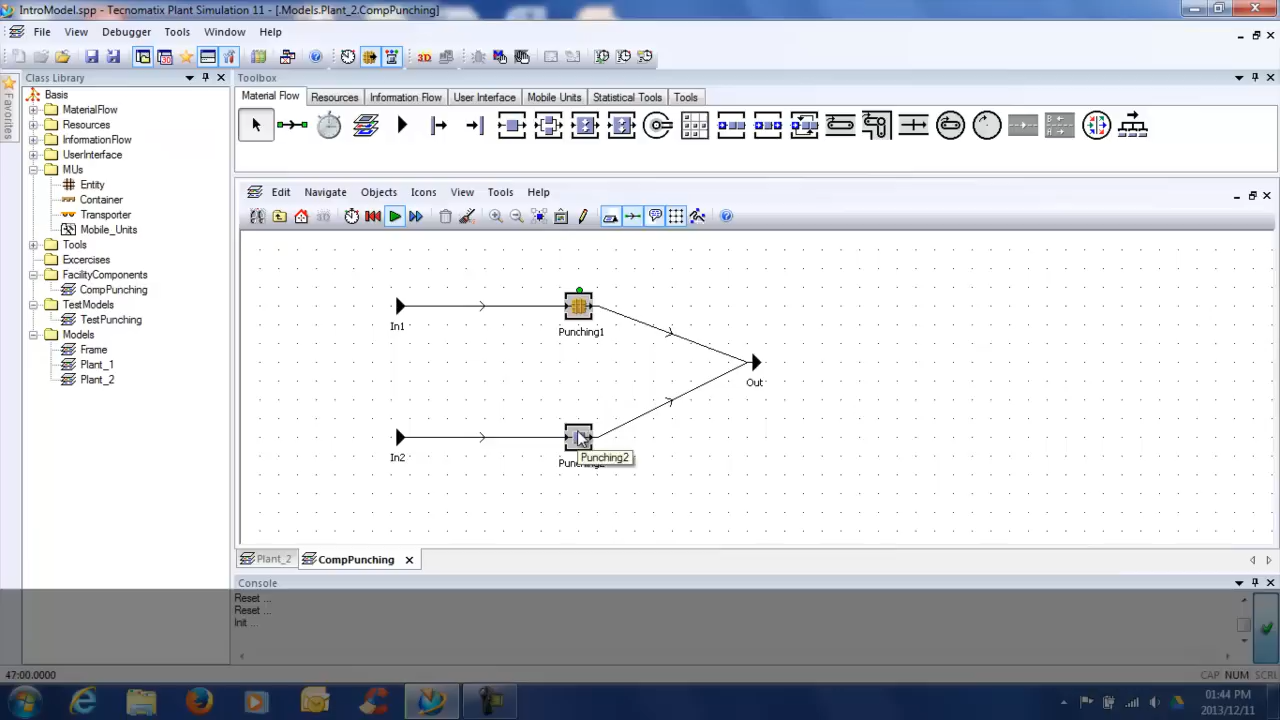 IntroModel.spp - Tecnomatix Plant Simulation 11 - [.Models.Plant_2.CompPunching]
File View Debugger Tools Window Help
3D
Class Library
Toolbox
Favorites
Basis
MaterialFlow
Resources
InformationFlow
UserInterface
MUs
Entity
Container
Transporter
Mobile_Units
Tools
Excercises
FacilityComponents
CompPunching
TestModels
TestPunching
Models
Frame
Plant_1
Plant_2
Material Flow Resources Information Flow User Interface Mobile Units Statistical Tools Tools
Edit Navigate Objects Icons View Tools Help
In1
Punching1
Out
In2
Punching2
Plant_2 CompPunching
Console
Reset ...
Reset ...
Init ...
47:00.0000
CAP NUM SCRL
01:44 PM
2013/12/11